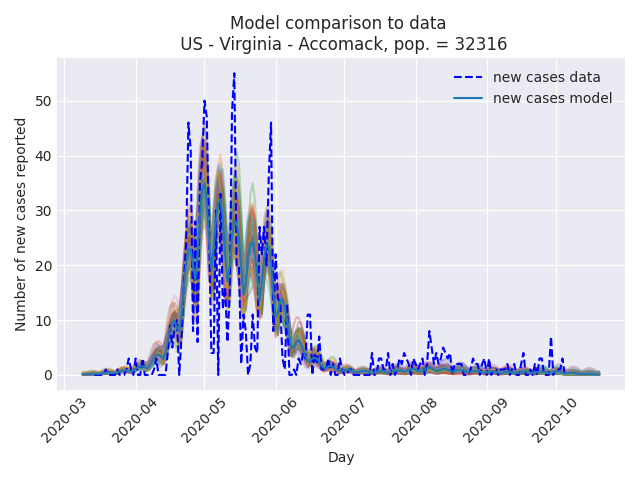 Model comparison to data
US - Virginia - Accomack, pop. = 32316
new cases data
new cases model
Number of new cases reported
50
40
30
20
10
0
2020-03
2020-04
2020-05
2020-06
2020-07
2020-08
2020-09
2020-10
Day